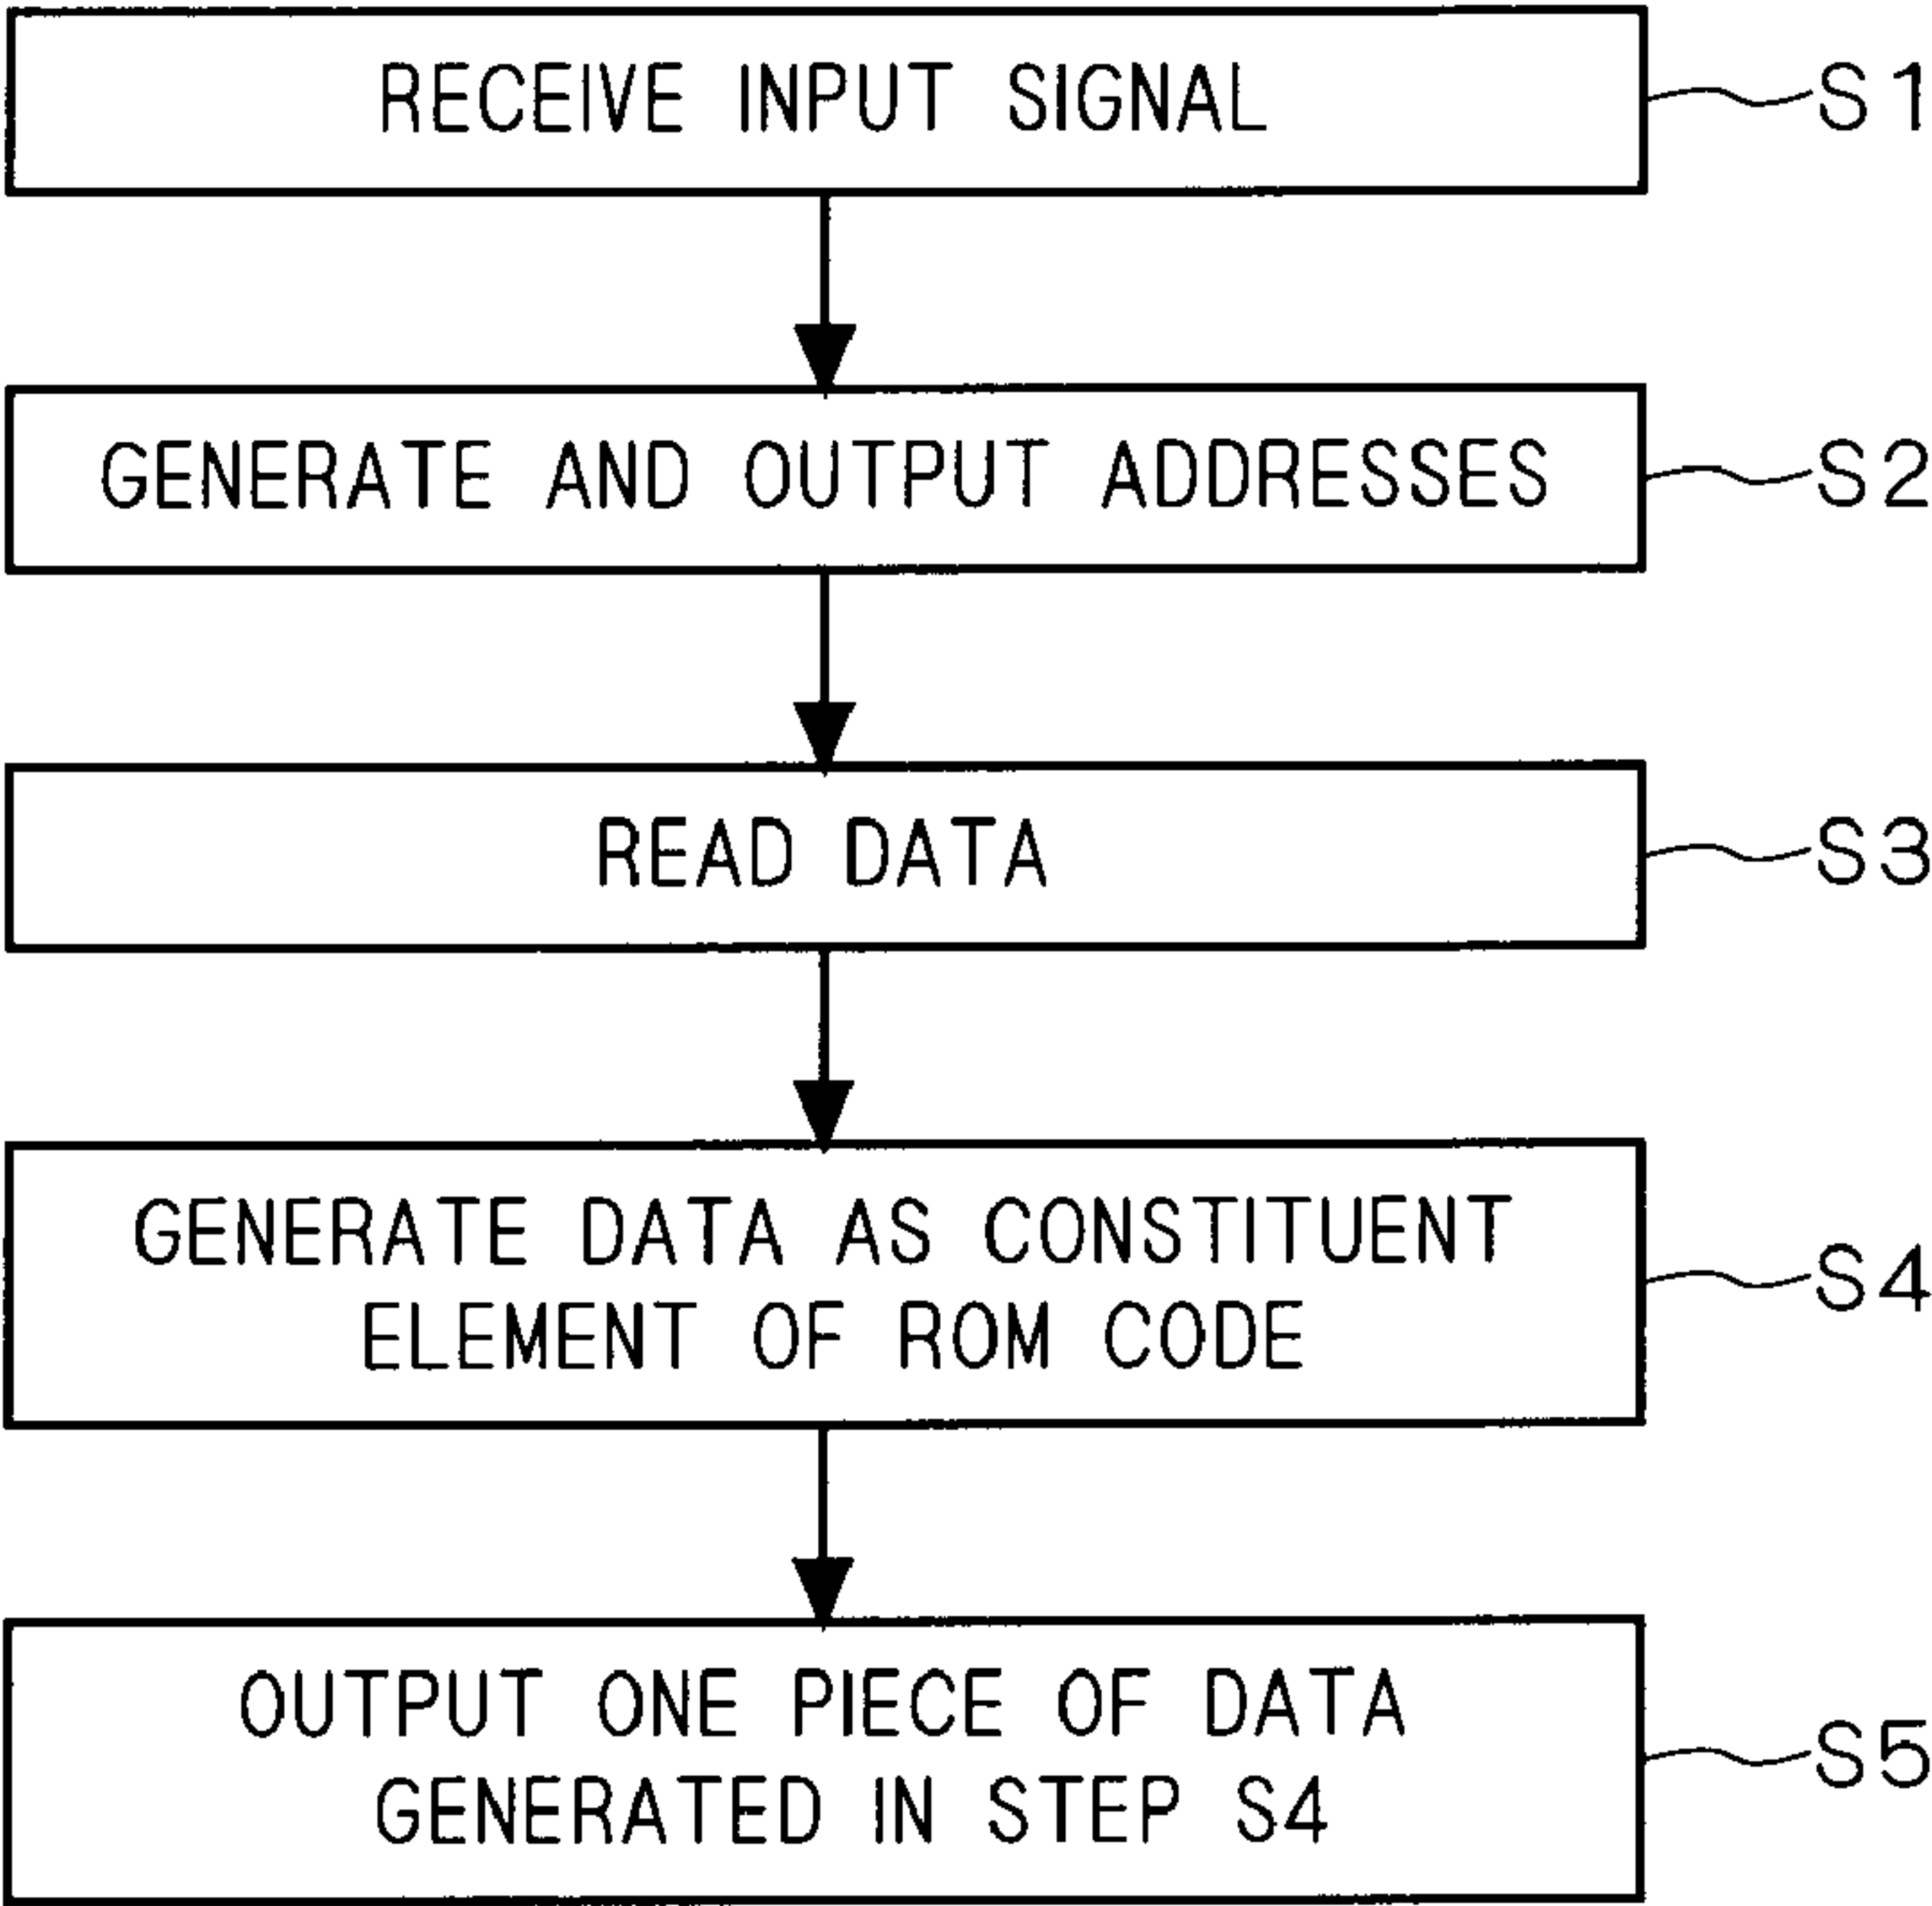 RECEIVE INPUT SIGNAL
S1
GENERATE AND OUTPUT ADDRESSES
S2
READ DATA
S3
GENERATE DATA AS CONSTITUENT
ELEMENT OF ROM CODE
S4
OUTPUT ONE PIECE OF DATA
GENERATED IN STEP S4
S5